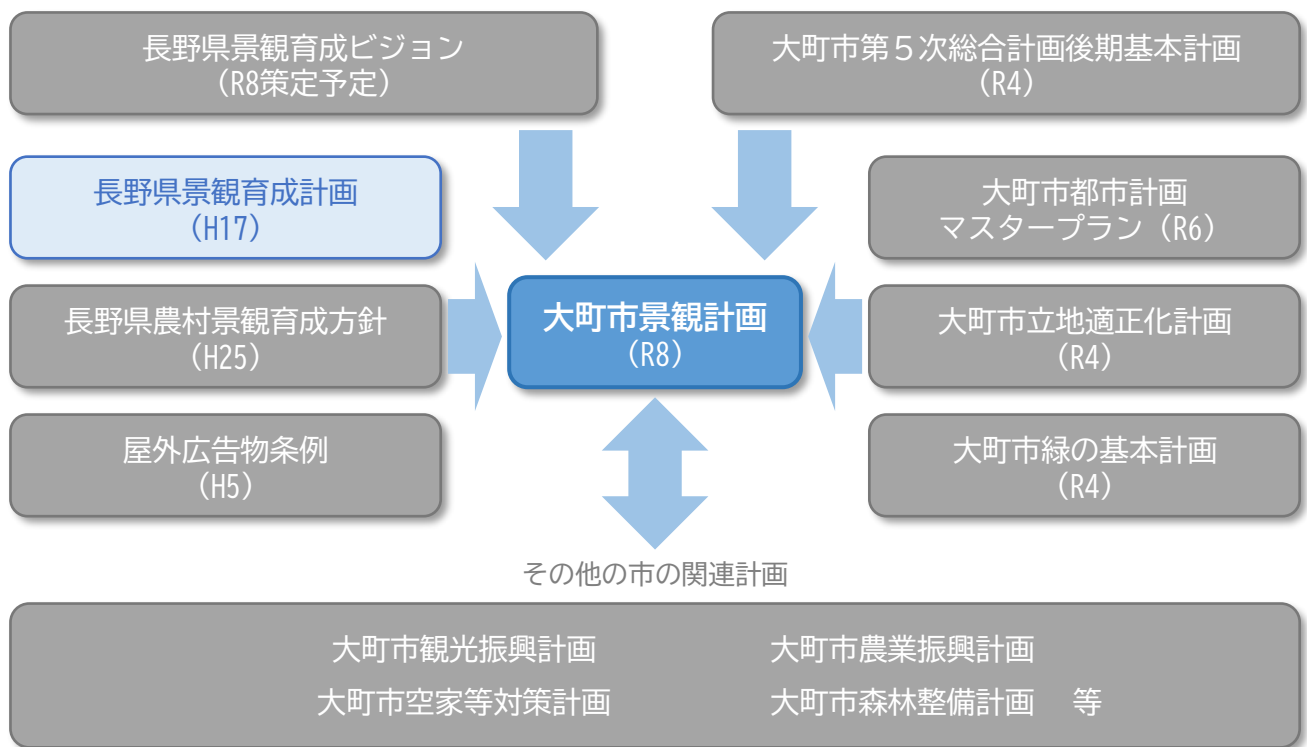 長野県景観育成ビジョン
（R8策定予定）
大町市第５次総合計画後期基本計画
（R4）
長野県景観育成計画
（H17）
大町市都市計画
マスタープラン（R6）
長野県農村景観育成方針
（H25）
大町市景観計画
（R8）
大町市立地適正化計画
（R4）
屋外広告物条例
（H5）
大町市緑の基本計画
（R4）
その他の市の関連計画
大町市観光振興計画 大町市農業振興計画
大町市空家等対策計画 大町市森林整備計画 等